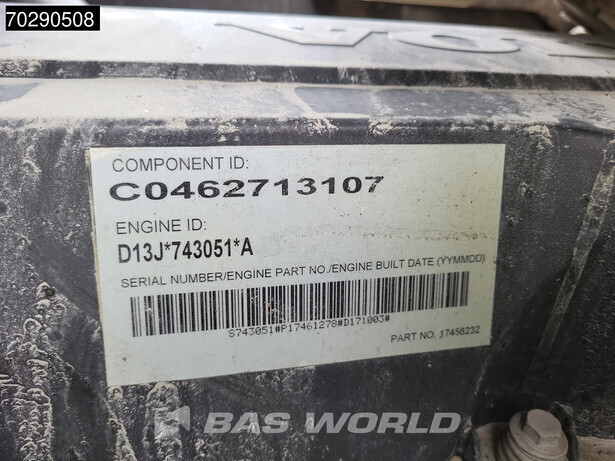 70290508
COMPONENT ID:
C0462713107
ENGINE ID:
D13J*743051*A
SERIAL NUMBER/ENGINE PART NO./ENGINE BUILT DATE (YYMMDD)
S743051#P17461278#D171003#
PART NO. 17456232
BAS WORLD